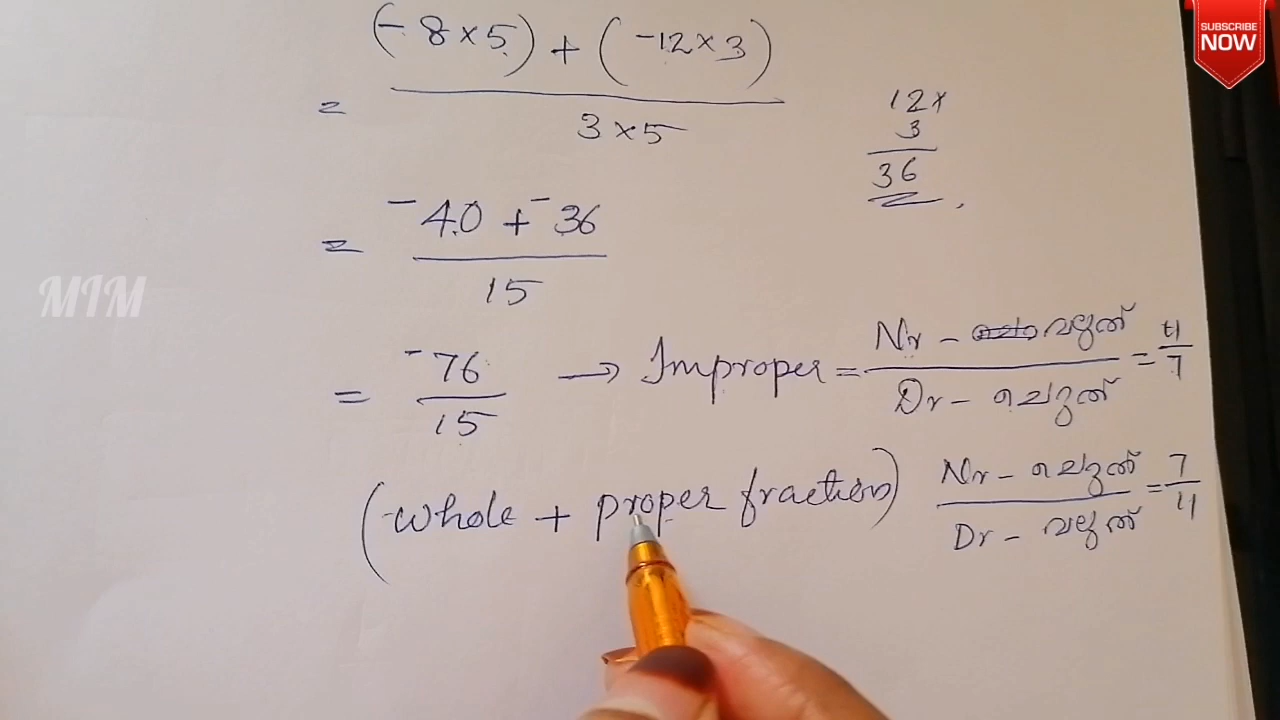 SUBSCRIBE
NOW
(-8×5) + (-12×3)
=
3×5
12×
3
36
-40 + -36
=
15
MIM
= -76 → Improper = Nr - വലുത് = 11
15 Dr - ചെറുത് 7
(whole + proper fraction) Nr - ചെറുത് = 7
Dr - വലുത് 11